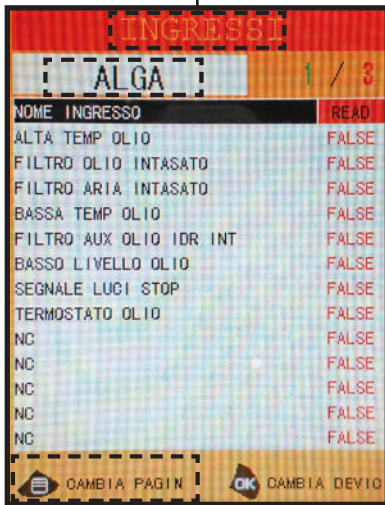 INGRESSI
ALGA 1 / 3
NOME INGRESSO READ
ALTA TEMP OLIO FALSE
FILTRO OLIO INTASATO FALSE
FILTRO ARIA INTASATO FALSE
BASSA TEMP OLIO FALSE
FILTRO AUX OLIO IDR INT FALSE
BASSO LIVELLO OLIO FALSE
SEGNALE LUCI STOP FALSE
TERMOSTATO OLIO FALSE
NC FALSE
NC FALSE
NC FALSE
NC FALSE
NC FALSE
CAMBIA PAGIN OK CAMBIA DEVIC